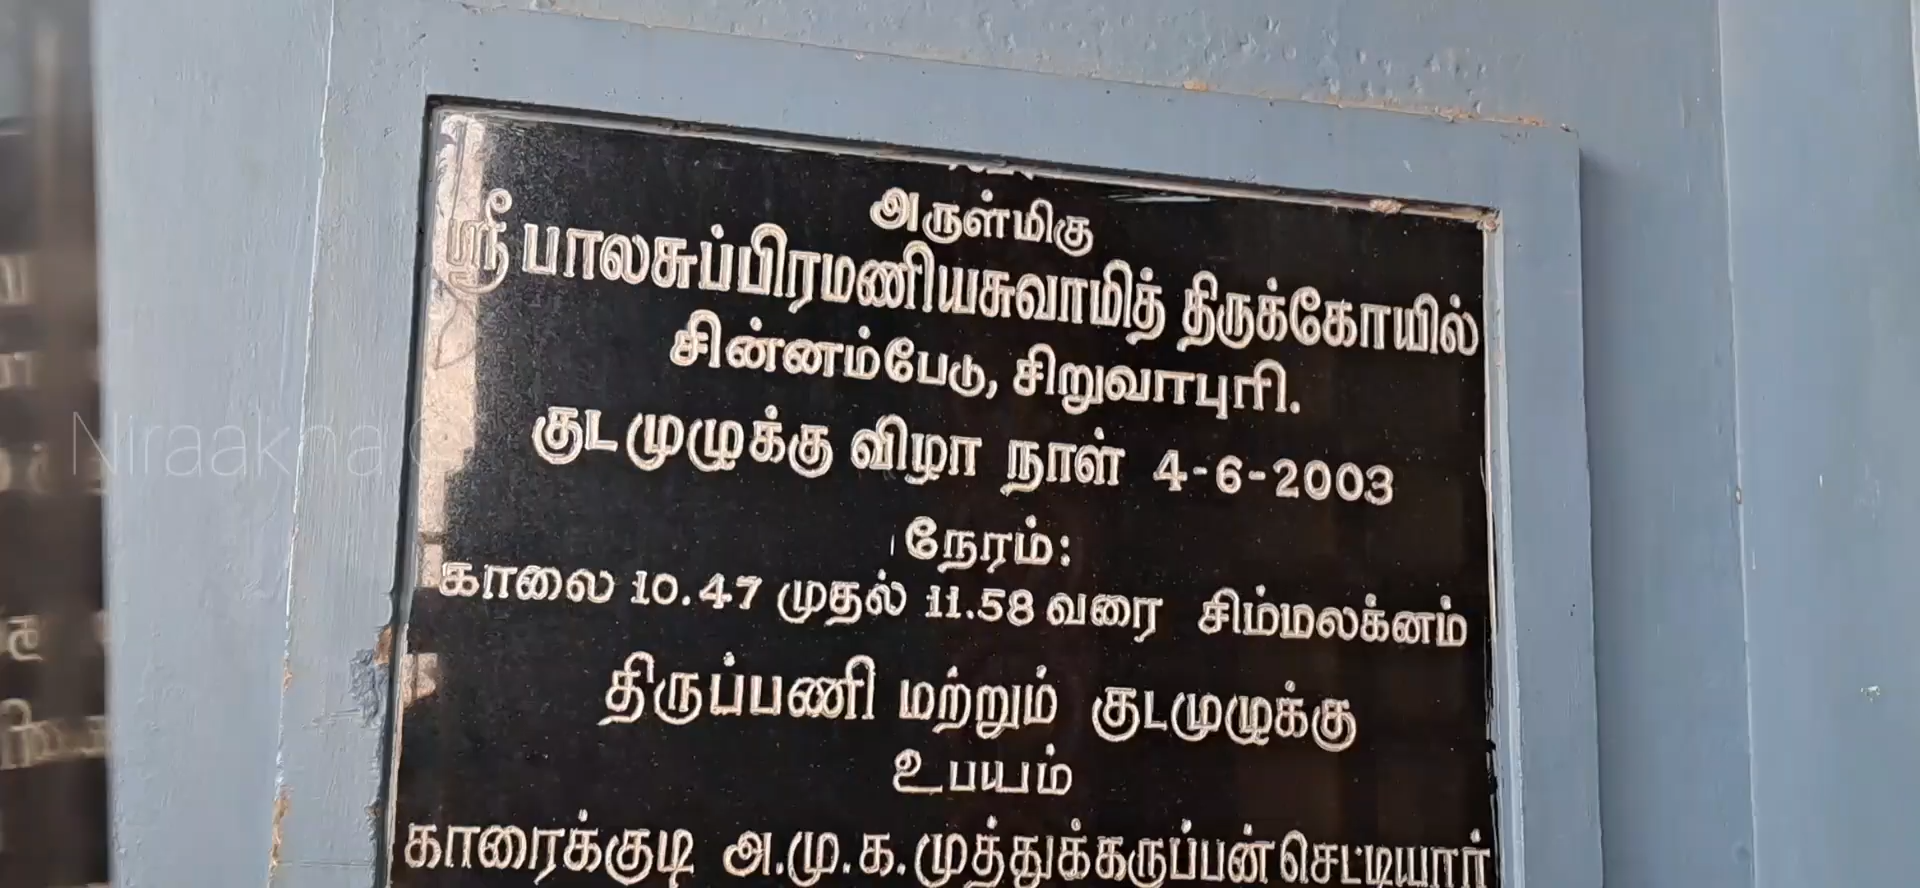 அருள்மிகு
ஸ்ரீ பாலசுப்பிரமணியசுவாமித் திருக்கோயில்
சின்னம்பேடு, சிறுவாபுரி.
குடமுழுக்கு விழா நாள் 4-6-2003
நேரம்:
காலை 10.47 முதல் 11.58 வரை சிம்மலக்னம்
திருப்பணி மற்றும் குடமுழுக்கு
உபயம்
காரைக்குடி அ.மு.க.முத்துக்கருப்பன்செட்டியார்